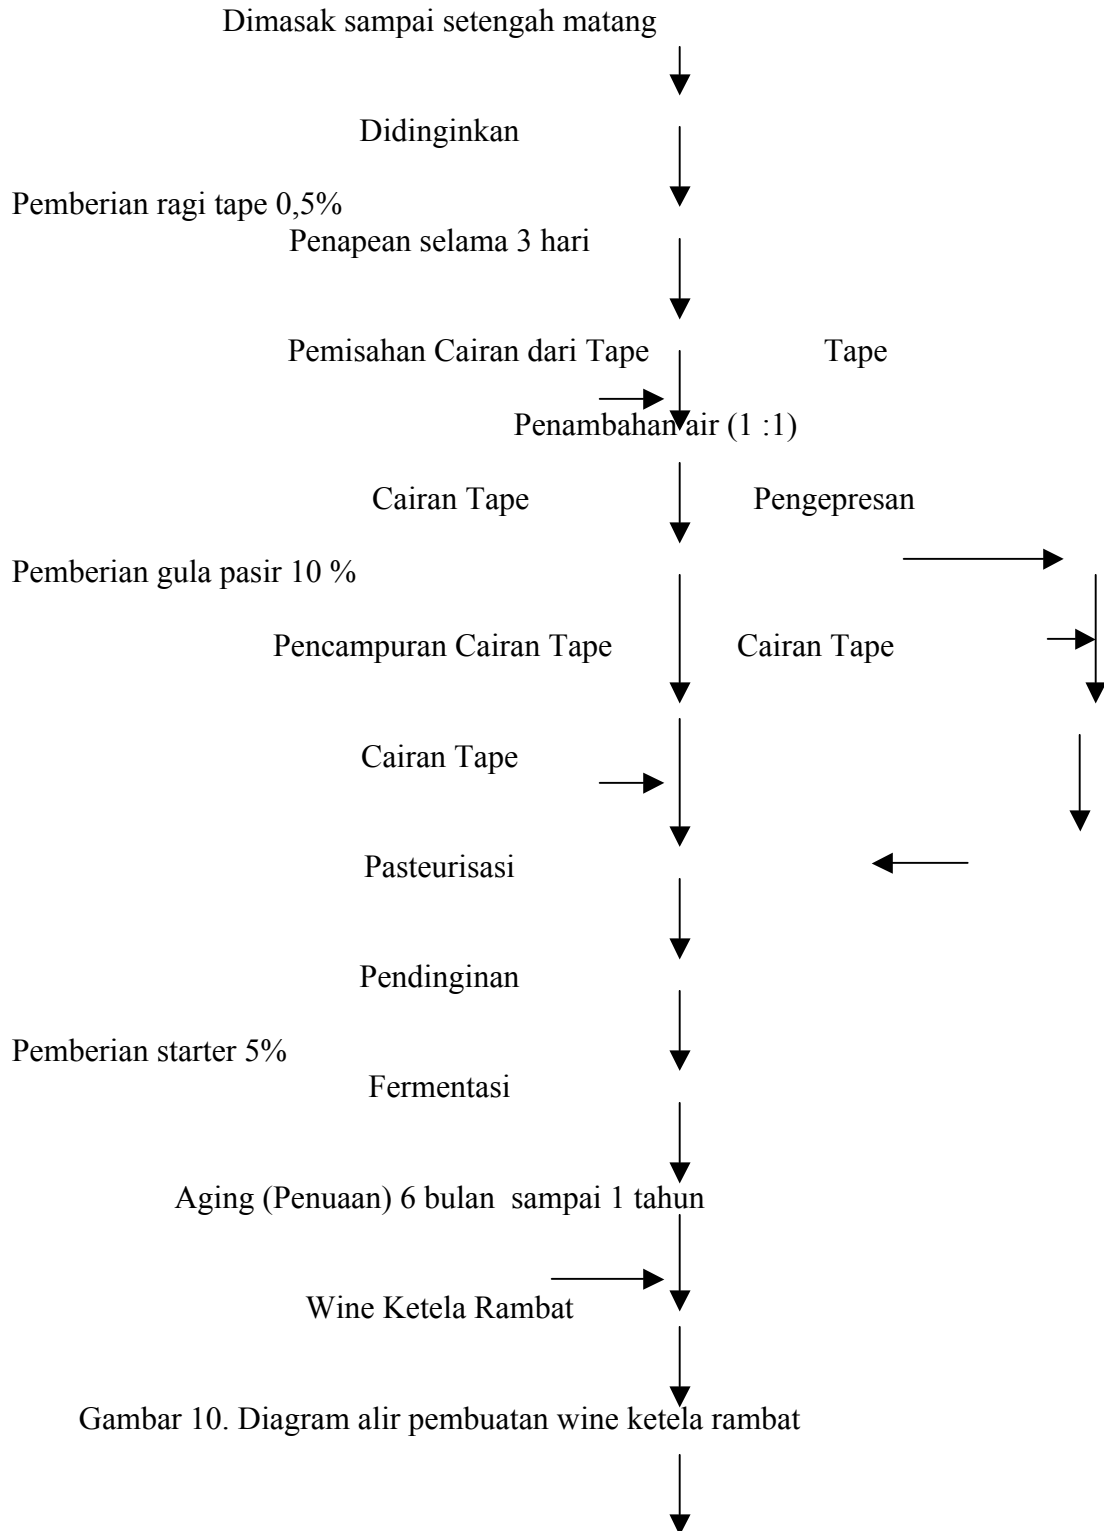 Dimasak sampai setengah matang
Didinginkan
Pemberian ragi tape 0,5%
Penapean selama 3 hari
Pemisahan Cairan dari Tape Tape
Penambahan air (1 :1)
Cairan Tape Pengepresan
Pemberian gula pasir 10 %
Pencampuran Cairan Tape Cairan Tape
Cairan Tape
Pasteurisasi
Pendinginan
Pemberian starter 5%
Fermentasi
Aging (Penuaan) 6 bulan sampai 1 tahun
Wine Ketela Rambat
Gambar 10. Diagram alir pembuatan wine ketela rambat